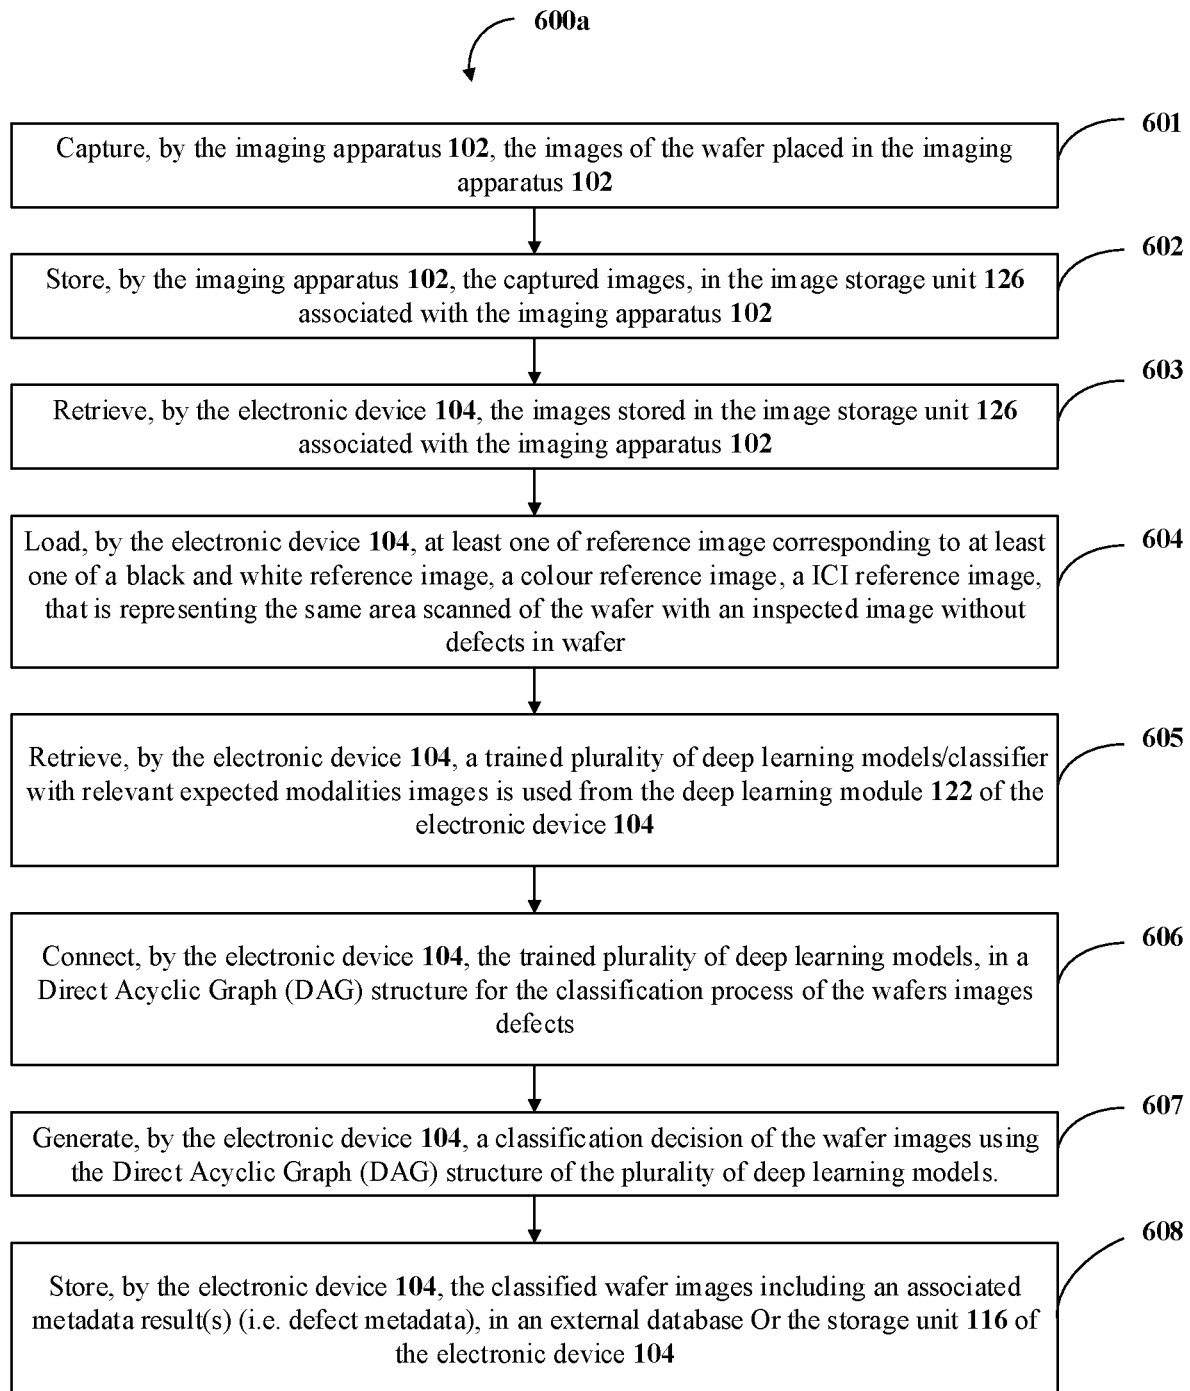 600a
601
Capture, by the imaging apparatus 102, the images of the wafer placed in the imaging
apparatus 102
602
Store, by the imaging apparatus 102, the captured images, in the image storage unit 126
associated with the imaging apparatus 102
603
Retrieve, by the electronic device 104, the images stored in the image storage unit 126
associated with the imaging apparatus 102
604
Load, by the electronic device 104, at least one of reference image corresponding to at least
one of a black and white reference image, a colour reference image, a ICI reference image,
that is representing the same area scanned of the wafer with an inspected image without
defects in wafer
605
Retrieve, by the electronic device 104, a trained plurality of deep learning models/classifier
with relevant expected modalities images is used from the deep learning module 122 of the
electronic device 104
606
Connect, by the electronic device 104, the trained plurality of deep learning models, in a
Direct Acyclic Graph (DAG) structure for the classification process of the wafers images
defects
607
Generate, by the electronic device 104, a classification decision of the wafer images using
the Direct Acyclic Graph (DAG) structure of the plurality of deep learning models.
608
Store, by the electronic device 104, the classified wafer images including an associated
metadata result(s) (i.e. defect metadata), in an external database Or the storage unit 116 of
the electronic device 104